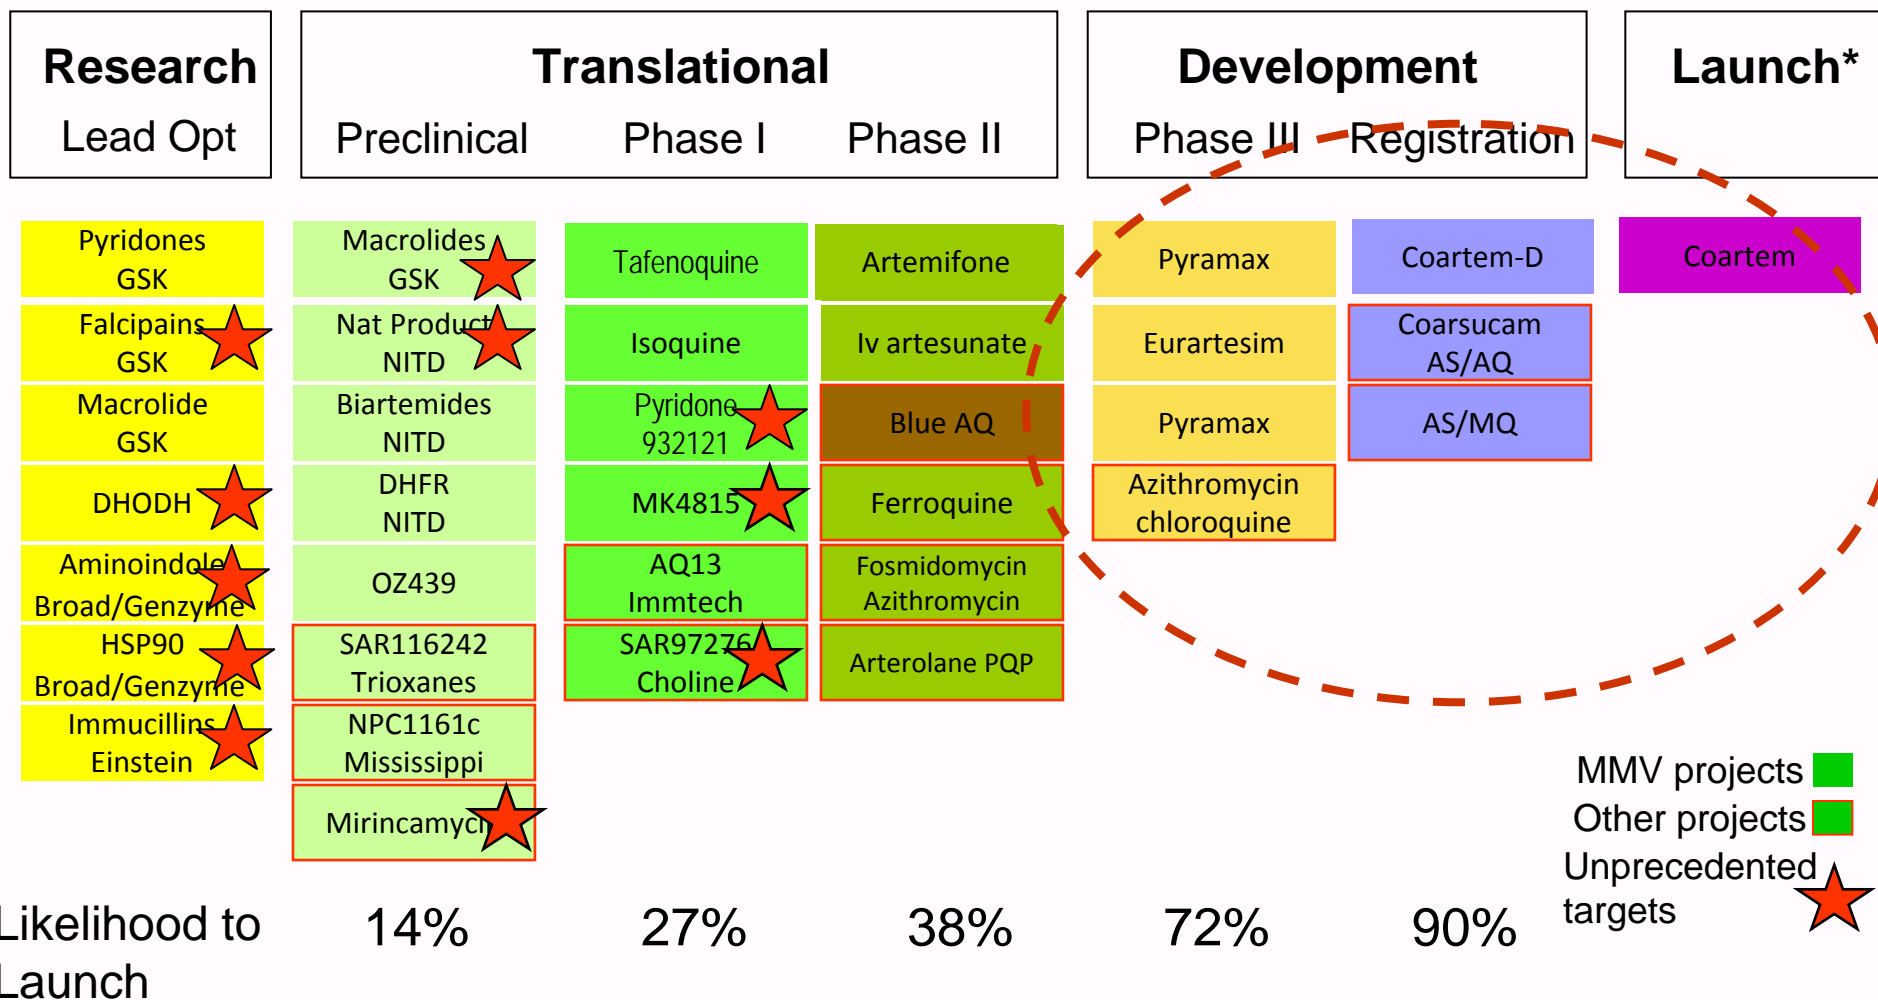 Research
Lead Opt
Translational
Preclinical
Phase I
Phase II
Development
Phase III
Registration
Launch*
Pyridones
GSK
Falcipains
GSK
Macrolide
GSK
DHODH
Aminoindole
Broad/Genzyme
HSP90
Broad/Genzyme
Immucillins
Einstein
Macrolides
GSK
Nat Product
NITD
Biartemides
NITD
DHFR
NITD
OZ439
SAR116242
Trioxanes
NPC1161c
Mississippi
Mirincamyci
Tafenoquine
Isoquine
Pyridone
932121
MK4815
AQ13
Immtech
SAR97276
Choline
Artemifone
Iv artesunate
Blue AQ
Ferroquine
Fosmidomycin
Azithromycin
Arterolane PQP
Pyramax
Eurartesim
Pyramax
Azithromycin
chloroquine
Coartem-D
Coarsucam
AS/AQ
AS/MQ
Coartem
MMV projects
Other projects
Unprecedented
targets
Likelihood to
Launch
14%
27%
38%
72%
90%